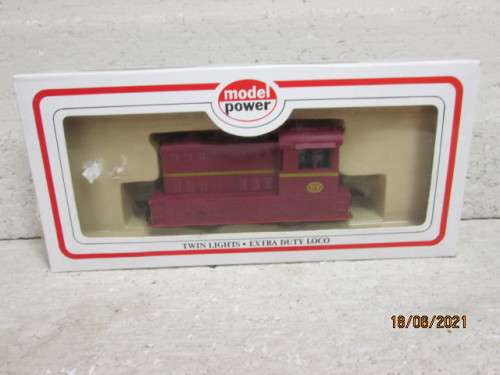 model
power
TWIN LIGHTS • EXTRA DUTY LOCO
18/06/2021